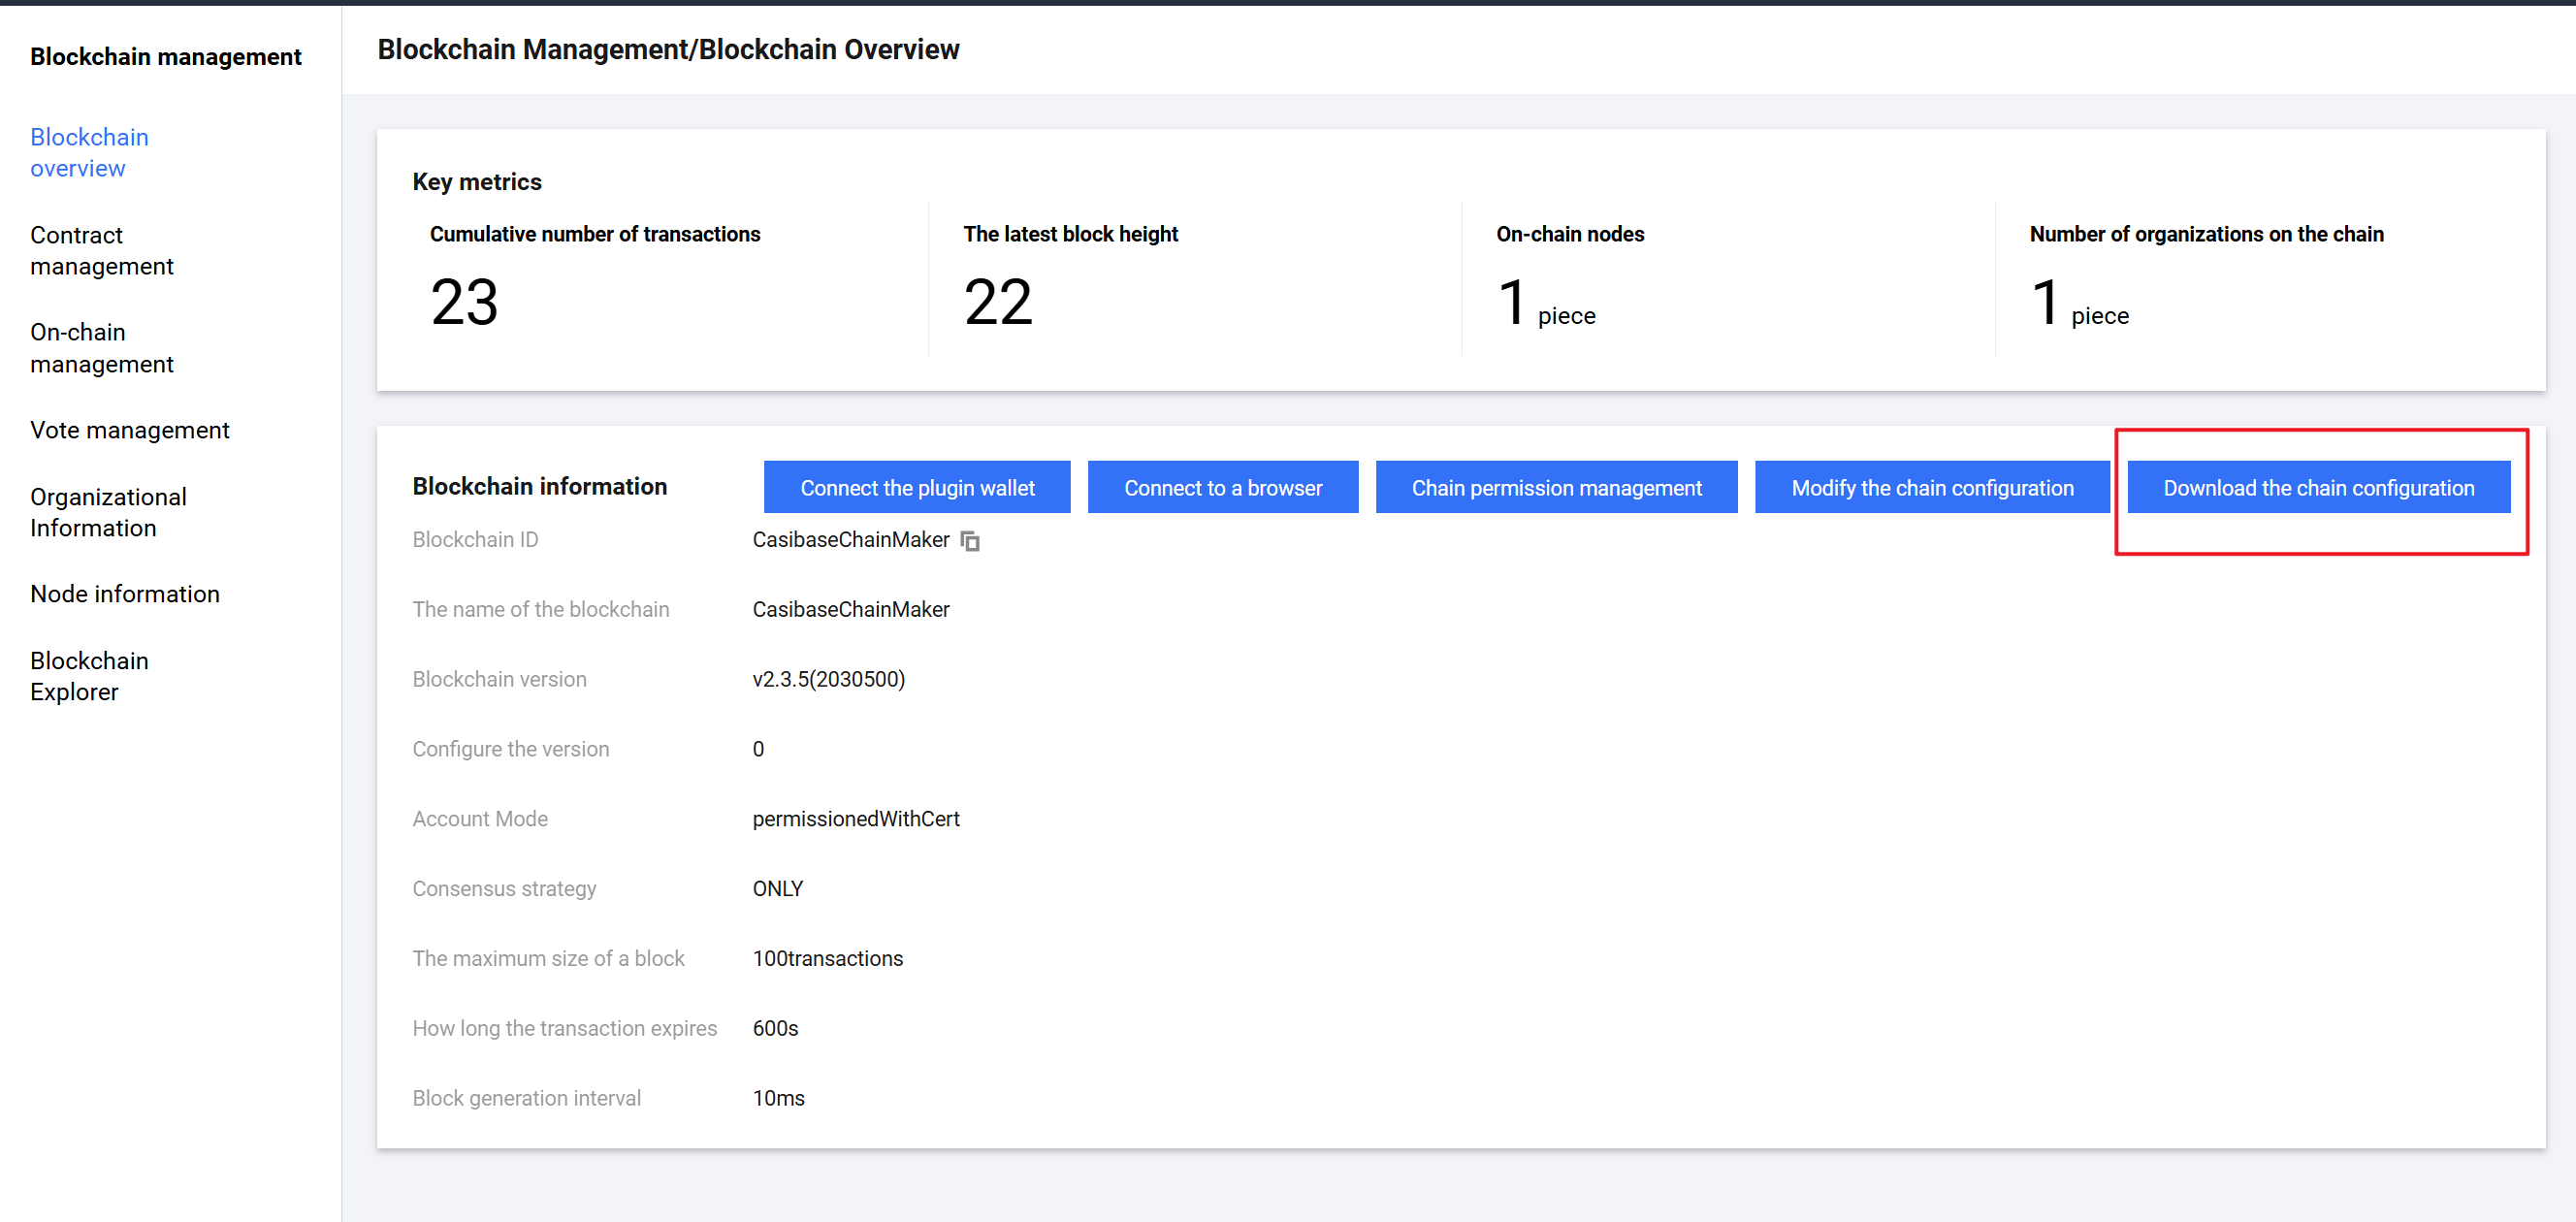 Blockchain management
Blockchain
overview
Contract
management
On-chain
management
Vote management
Organizational
Information
Node information
Blockchain
Explorer
Blockchain Management/Blockchain Overview
Key metrics
Cumulative number of transactions
23
The latest block height
22
On-chain nodes
1 piece
Number of organizations on the chain
1 piece
Blockchain information
Connect the plugin wallet
Connect to a browser
Chain permission management
Modify the chain configuration
Download the chain configuration
Blockchain ID CasibaseChainMaker
The name of the blockchain CasibaseChainMaker
Blockchain version v2.3.5(2030500)
Configure the version 0
Account Mode permissionedWithCert
Consensus strategy ONLY
The maximum size of a block 100transactions
How long the transaction expires 600s
Block generation interval 10ms